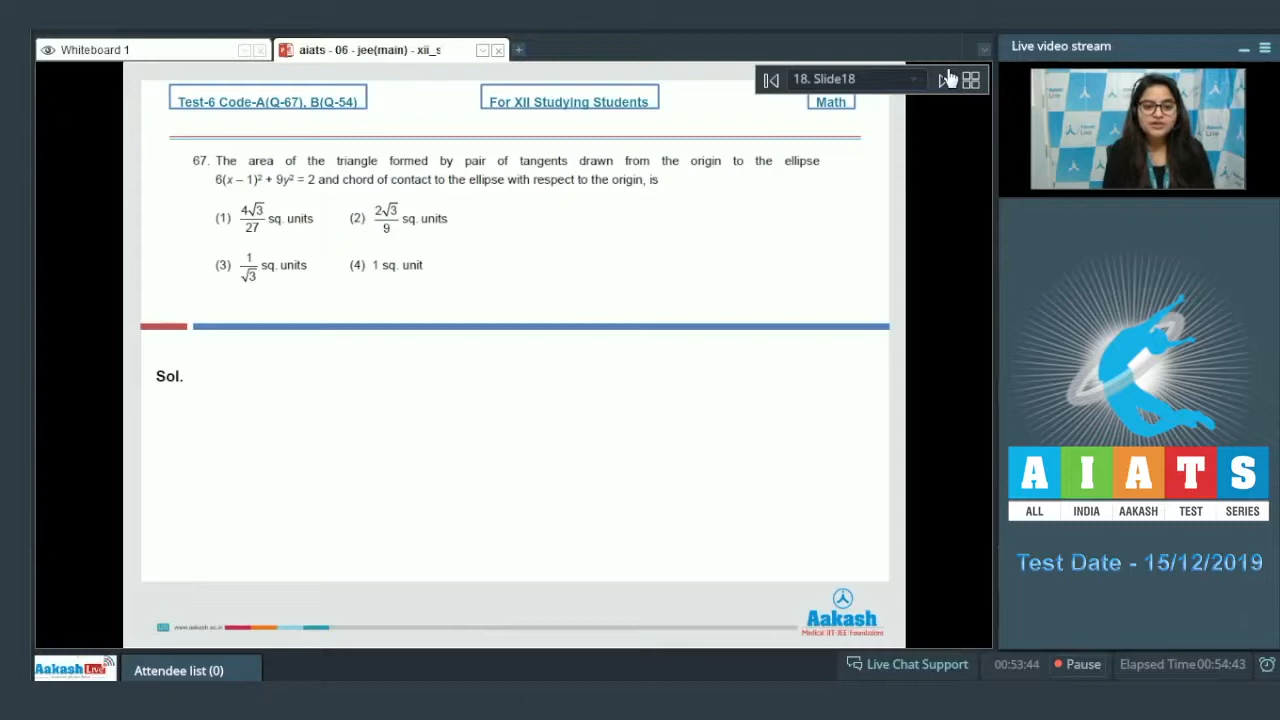 Whiteboard 1
aiats - 06 - jee(main) - xii_s
Live video stream
18. Slide18
Test-6 Code-A(Q-67), B(Q-54)
For XII Studying Students
Math
67. The area of the triangle formed by pair of tangents drawn from the origin to the ellipse
6(x – 1)² + 9y² = 2 and chord of contact to the ellipse with respect to the origin, is
(1) 4√3/27 sq. units (2) 2√3/9 sq. units
(3) 1/√3 sq. units (4) 1 sq. unit
Sol.
A I A T S
ALL INDIA AAKASH TEST SERIES
Test Date - 15/12/2019
www.aakash.ac.in
Aakash
Medical|IIT-JEE|Foundations
Aakash Live
Attendee list (0)
Live Chat Support
00:53:44
Pause
Elapsed Time 00:54:43